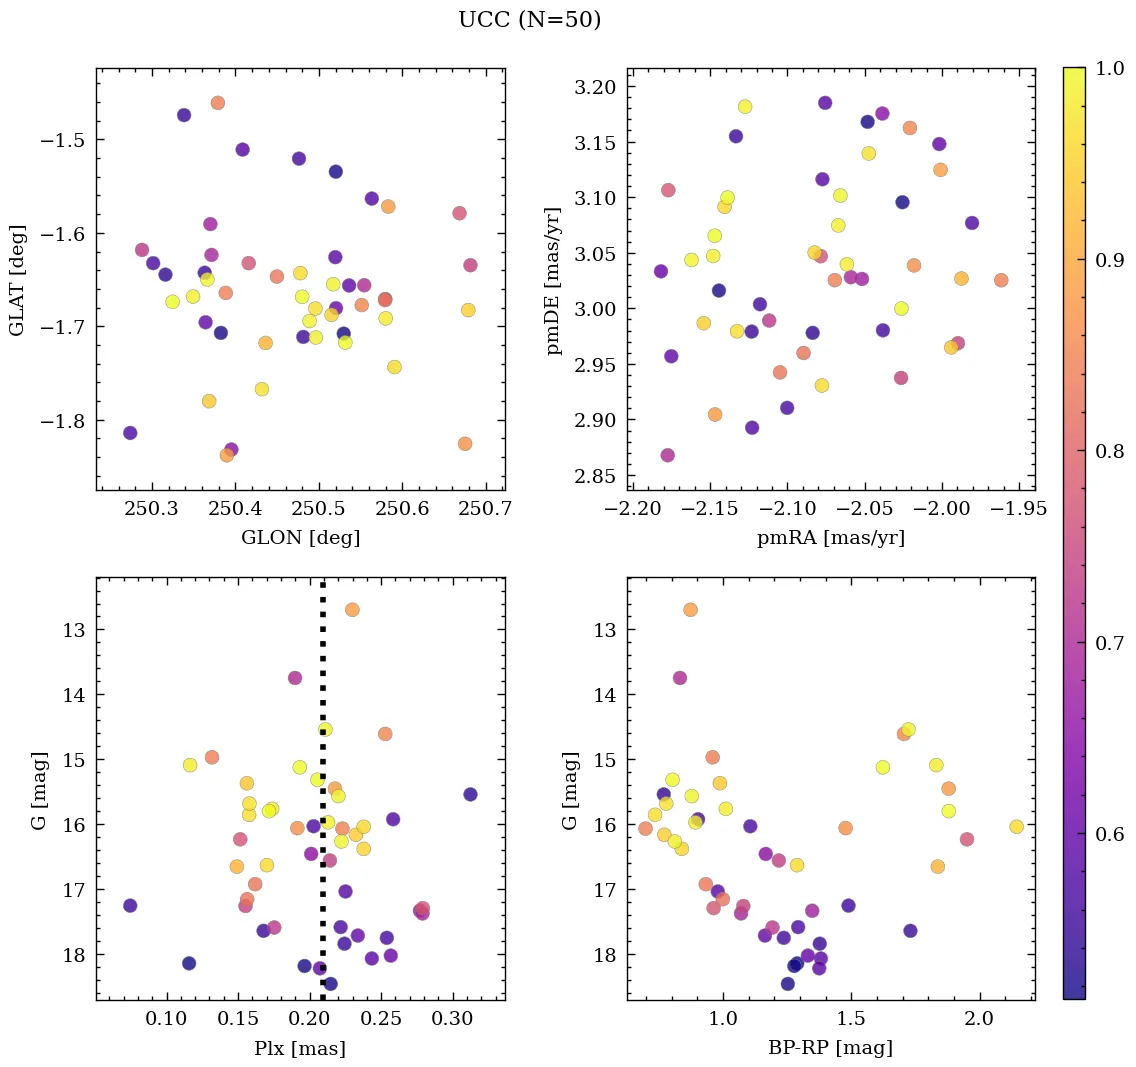 UCC (N=50)
−1.5
−1.6
−1.7
−1.8
GLAT [deg]
250.3 250.4 250.5 250.6 250.7
GLON [deg]
3.20
3.15
3.10
3.05
3.00
2.95
2.90
2.85
pmDE [mas/yr]
−2.20 −2.15 −2.10 −2.05 −2.00 −1.95
pmRA [mas/yr]
13
14
15
16
17
18
G [mag]
0.10 0.15 0.20 0.25 0.30
Plx [mas]
13
14
15
16
17
18
G [mag]
1.0 1.5 2.0
BP-RP [mag]
1.0
0.9
0.8
0.7
0.6